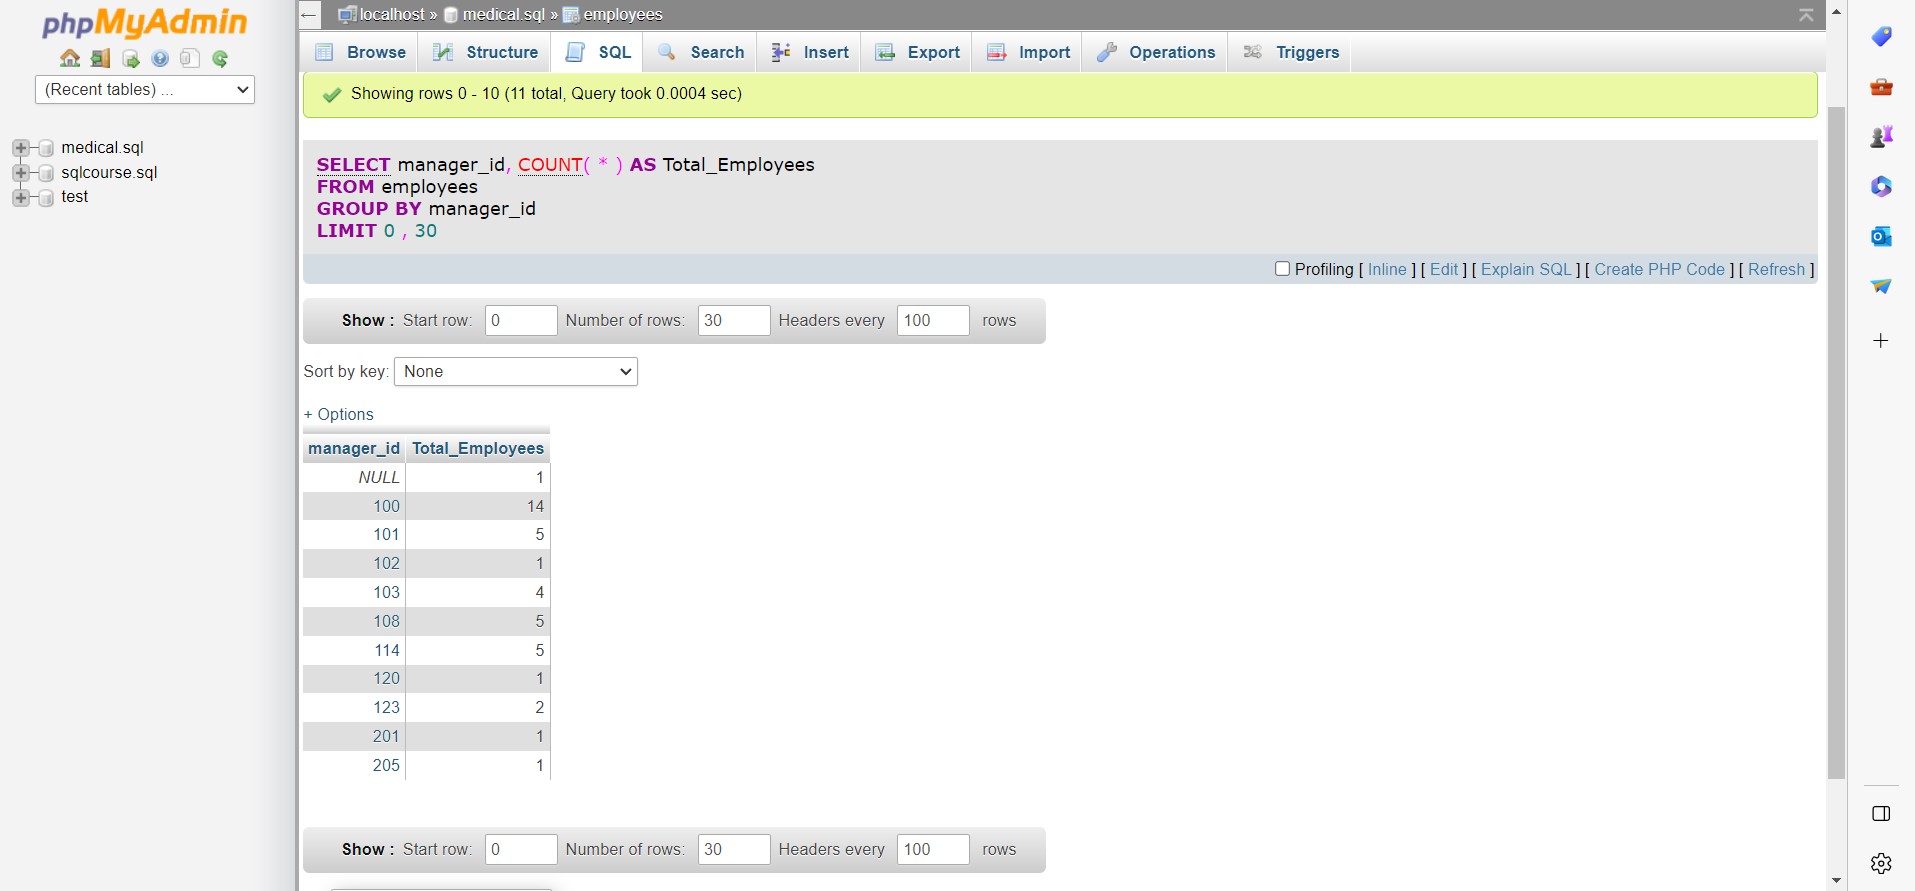 phpMyAdmin
(Recent tables) ...
medical.sql
sqlcourse.sql
test
localhost » medical.sql » employees
Browse Structure SQL Search Insert Export Import Operations Triggers
Showing rows 0 - 10 (11 total, Query took 0.0004 sec)
SELECT manager_id, COUNT( * ) AS Total_Employees
FROM employees
GROUP BY manager_id
LIMIT 0 , 30
Profiling [ Inline ] [ Edit ] [ Explain SQL ] [ Create PHP Code ] [ Refresh ]
Show : Start row: 0 Number of rows: 30 Headers every 100 rows
Sort by key: None
+ Options
manager_id Total_Employees
NULL 1
100 14
101 5
102 1
103 4
108 5
114 5
120 1
123 2
201 1
205 1
Show : Start row: 0 Number of rows: 30 Headers every 100 rows